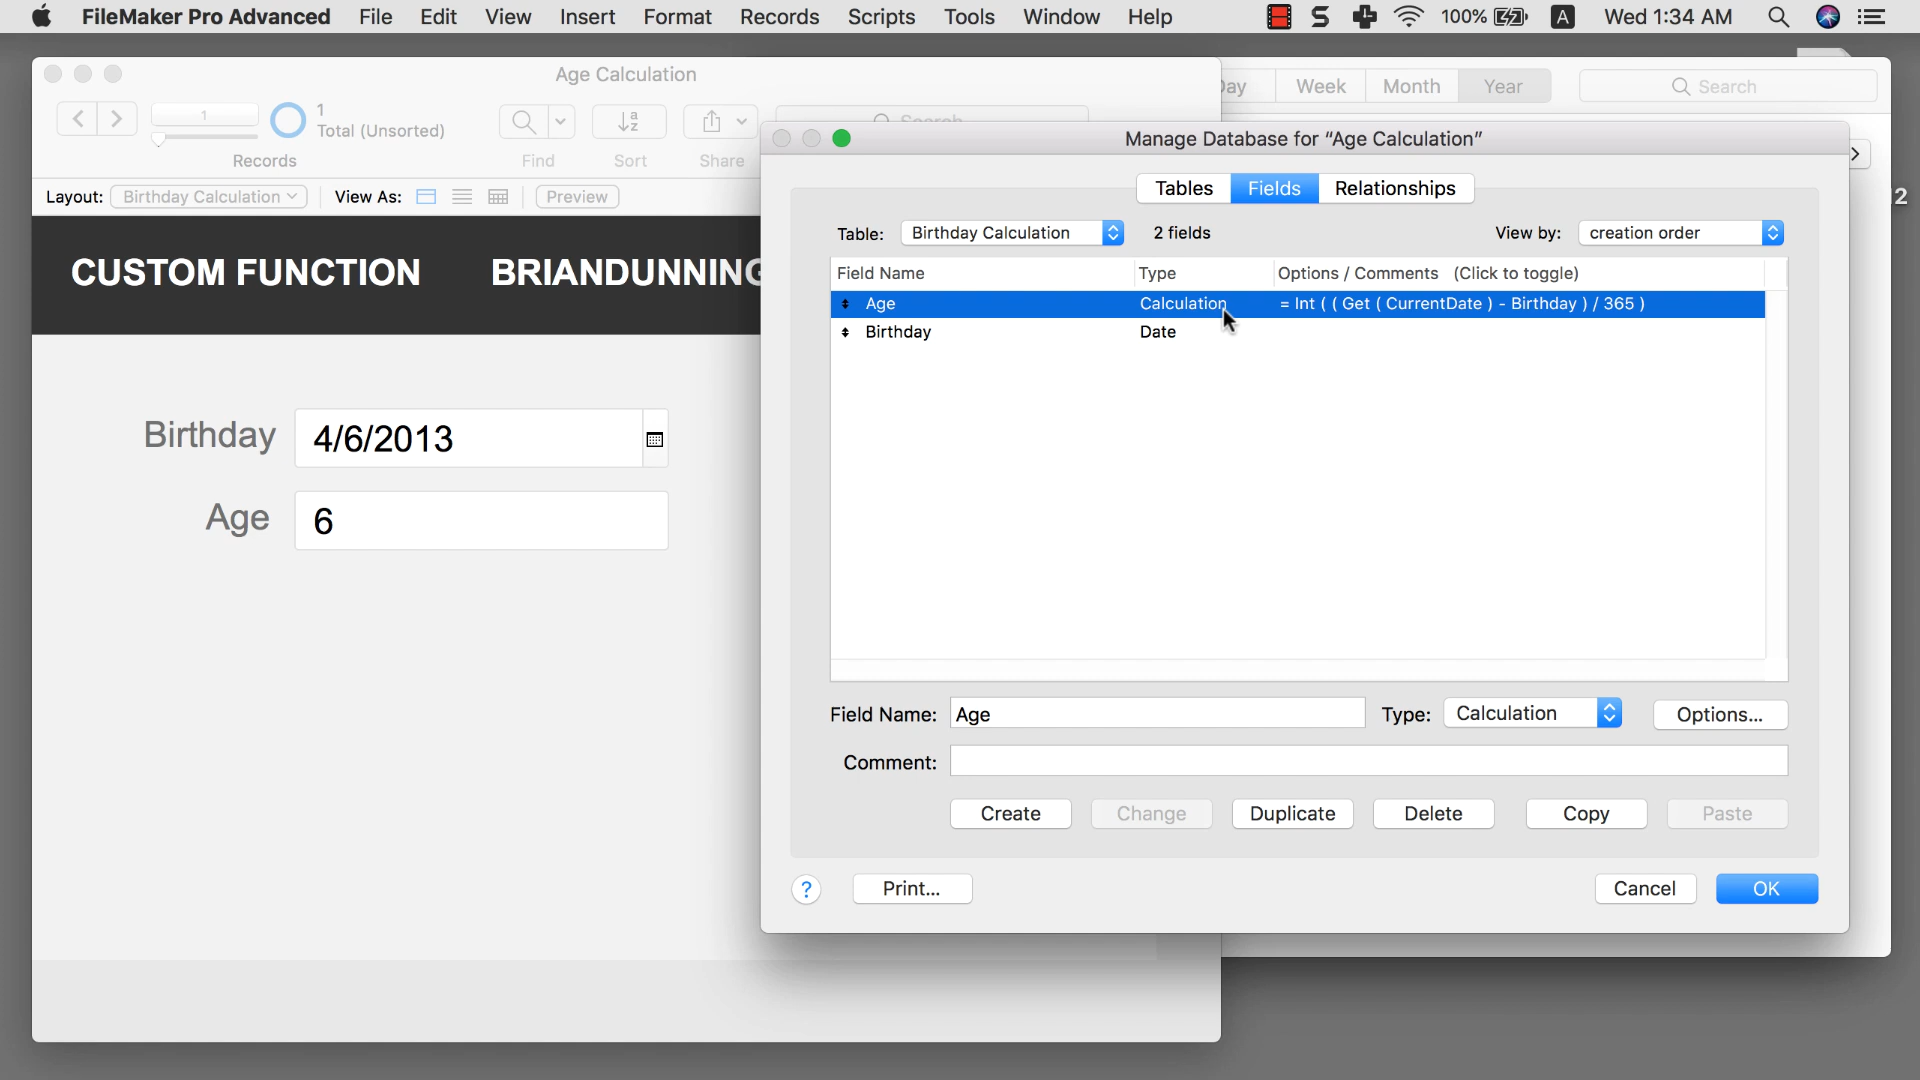 FileMaker Pro Advanced File Edit View Insert Format Records Scripts Tools Window Help S 100% A Wed 1:34 AM
Age Calculation
Day Week Month Year Search
1 1
Total (Unsorted)
Search
Records Find Sort Share
Layout: Birthday Calculation View As: Preview
CUSTOM FUNCTION BRIANDUNNING
Birthday 4/6/2013
Age 6
Manage Database for “Age Calculation”
Tables Fields Relationships
12
Table: Birthday Calculation 2 fields View by: creation order
Field Name Type Options / Comments (Click to toggle)
Age Calculation = Int ( ( Get ( CurrentDate ) - Birthday ) / 365 )
Birthday Date
Field Name: Age Type: Calculation Options...
Comment:
Create Change Duplicate Delete Copy Paste
? Print... Cancel OK